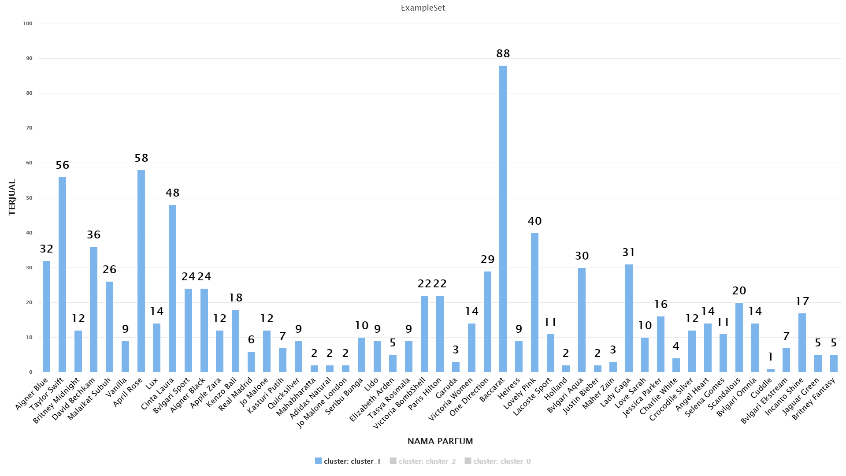 ExampleSet
100
90
80
70
60
50
40
30
20
10
0
TERJUAL
32
56
12
36
26
9
58
14
48
24
24
12
18
6
12
7
9
2
2
2
10
9
5
9
22
22
3
14
29
88
9
40
11
2
30
2
3
31
10
16
4
12
14
11
20
14
1
7
17
5
5
Aigner Blue
Taylor Swift
Britney Midnight
David Beckham
Malaikat Subuh
Vanilla
April Rose
Lux
Cinta Laura
Bvlgari Sport
Aigner Black
Apple Zara
Kenzo Bali
Real Madrid
Jo Malone
Kasturi Putih
Quicksilver
Mahabharatta
Adidas Natural
Jo Malone London
Seribu Bunga
Lido
Elizabeth Arden
Tasya Rosmala
Victoria BombShell
Paris Hilton
Garuda
Victoria Women
One Direction
Baccarat
Heiress
Lovely Pink
Lacoste Sport
Holland
Bvlgari Aqua
Justin Bieber
Maher Zain
Lady Gaga
Love Sarah
Jessica Parker
Charlie White
Crocodile Silver
Angel Heart
Selena Gomes
Scandalous
Bvlgari Omnia
Cuddle
Bvlgari Ekstream
Incanto Shine
Jaguar Green
Britney Fantasy
NAMA PARFUM
cluster: cluster_1 cluster: cluster_2 cluster: cluster_0